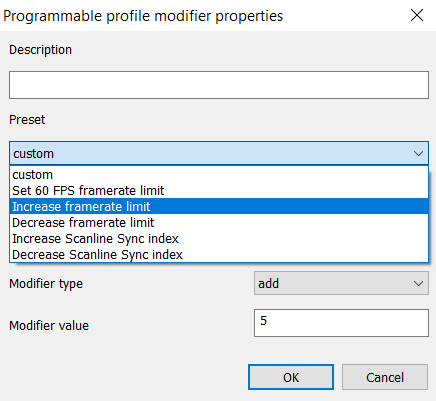 Programmable profile modifier properties
Description
Preset
custom
custom
Set 60 FPS framerate limit
Increase framerate limit
Decrease framerate limit
Increase Scanline Sync index
Decrease Scanline Sync index
Modifier type
add
Modifier value
5
OK
Cancel